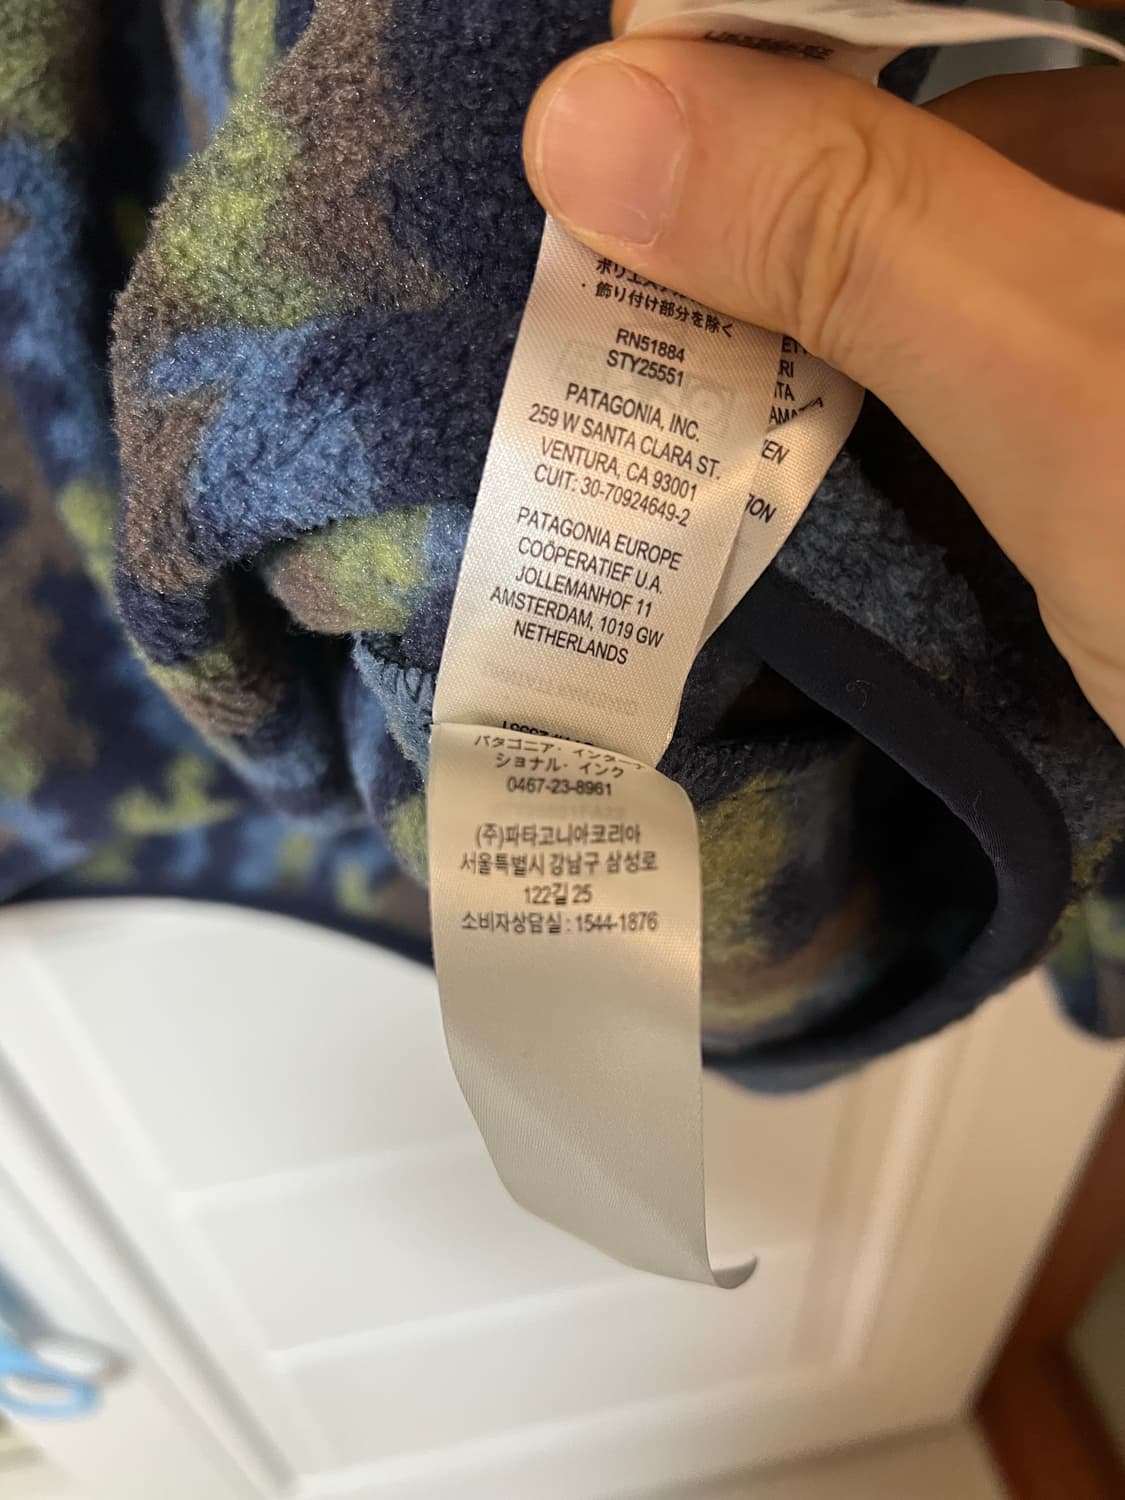 ・飾り付け部分を除く
RN51884
STY25551
PATAGONIA, INC.
259 W SANTA CLARA ST.
VENTURA, CA 93001
CUIT: 30-70924649-2
PATAGONIA EUROPE
COÖPERATIEF U.A.
JOLLEMANHOF 11
AMSTERDAM, 1019 GW
NETHERLANDS
パタゴニア・インターナ
ショナル・インク
0467-23-8961
(주)파타고니아코리아
서울특별시 강남구 삼성로
122길 25
소비자상담실 : 1544-1876